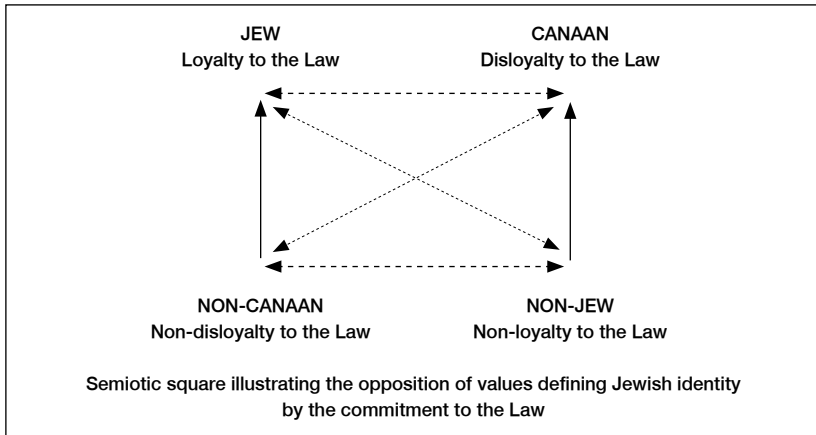 JEW
Loyalty to the Law
CANAAN
Disloyalty to the Law
NON-CANAAN
Non-disloyalty to the Law
NON-JEW
Non-loyalty to the Law
Semiotic square illustrating the opposition of values defining Jewish identity
by the commitment to the Law